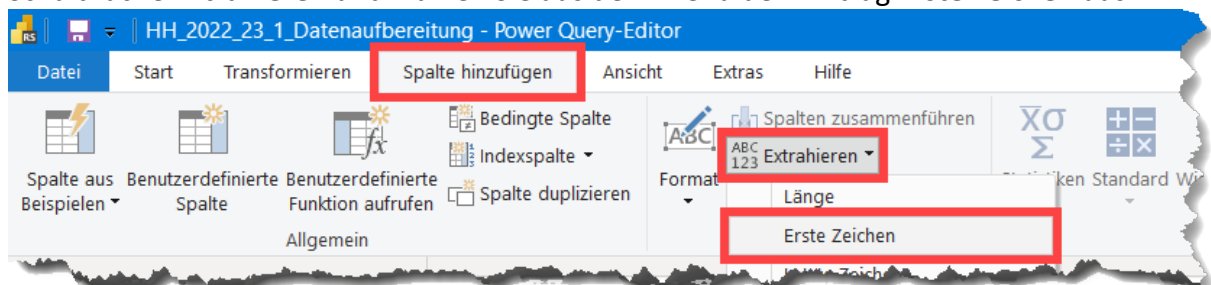 HH_2022_23_1_Datenaufbereitung - Power Query-Editor
Datei Start Transformieren Spalte hinzufügen Ansicht Extras Hilfe
Bedingte Spalte
Indexspalte
Spalte duplizieren
Spalte aus Beispielen
Benutzerdefinierte Spalte
Benutzerdefinierte Funktion aufrufen
Allgemein
ABC
Format
Spalten zusammenführen
ABC
123 Extrahieren
Länge
Erste Zeichen
Standard